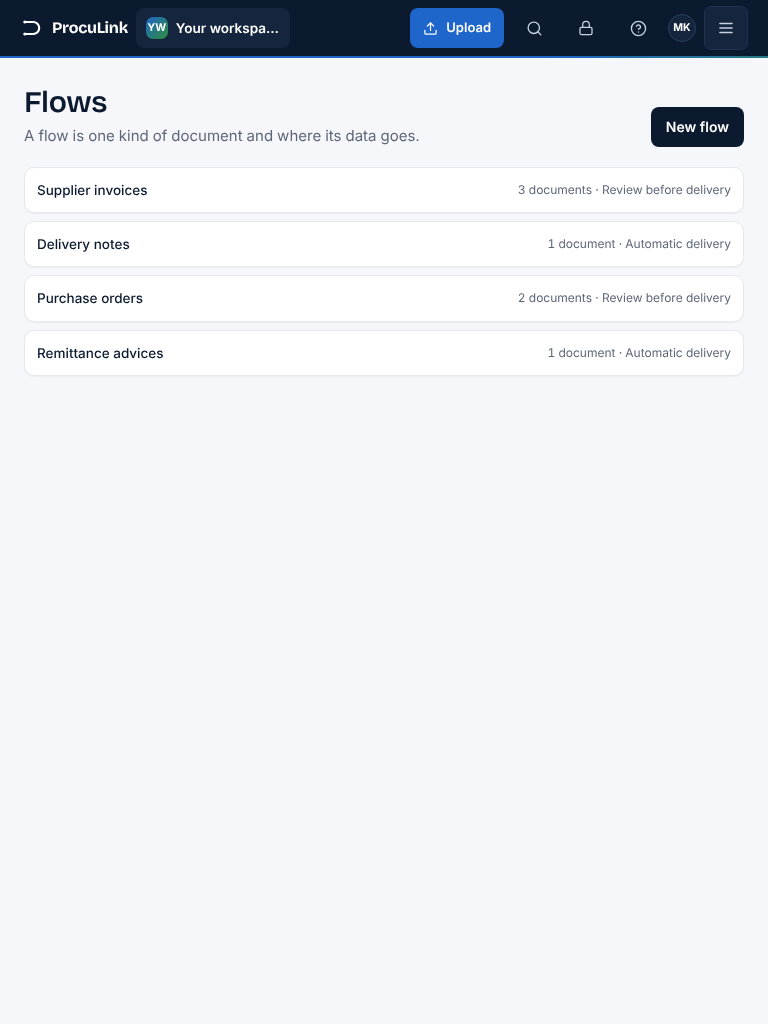 ProcuLink
YW
Your workspa...
Upload
MK
Flows
A flow is one kind of document and where its data goes.
New flow
Supplier invoices
3 documents · Review before delivery
Delivery notes
1 document · Automatic delivery
Purchase orders
2 documents · Review before delivery
Remittance advices
1 document · Automatic delivery